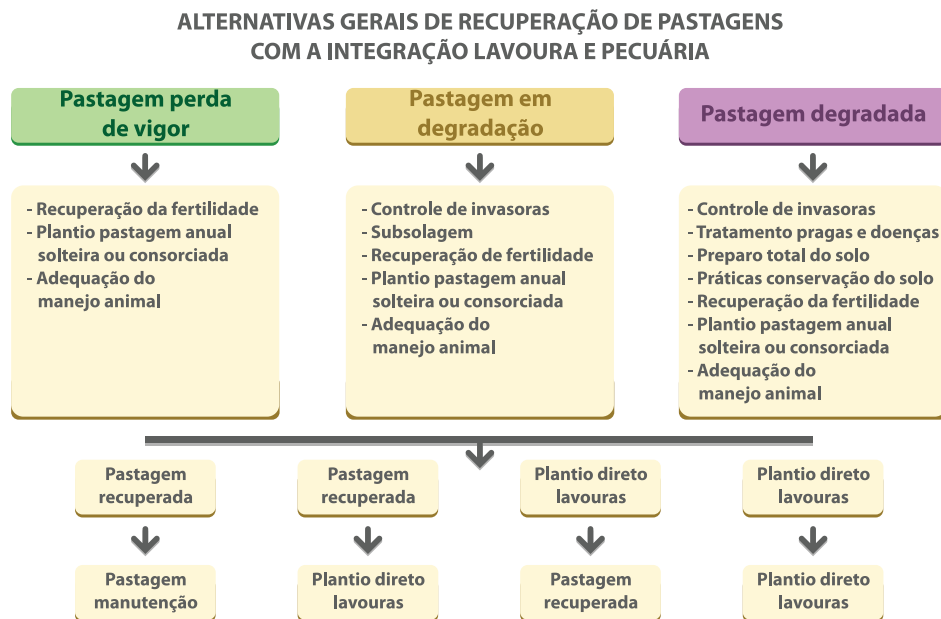 ALTERNATIVAS GERAIS DE RECUPERAÇÃO DE PASTAGENS
COM A INTEGRAÇÃO LAVOURA E PECUÁRIA
Pastagem perda
de vigor
- Recuperação da fertilidade
- Plantio pastagem anual
solteira ou consorciada
- Adequação do
manejo animal
Pastagem em
degradação
- Controle de invasoras
- Subsolagem
- Recuperação de fertilidade
- Plantio pastagem anual
solteira ou consorciada
- Adequação do
manejo animal
Pastagem degradada
- Controle de invasoras
- Tratamento pragas e doenças
- Preparo total do solo
- Práticas conservação do solo
- Recuperação da fertilidade
- Plantio pastagem anual
solteira ou consorciada
- Adequação do
manejo animal
Pastagem
recuperada
Pastagem
manutenção
Pastagem
recuperada
Plantio direto
lavouras
Plantio direto
lavouras
Pastagem
recuperada
Plantio direto
lavouras
Plantio direto
lavouras